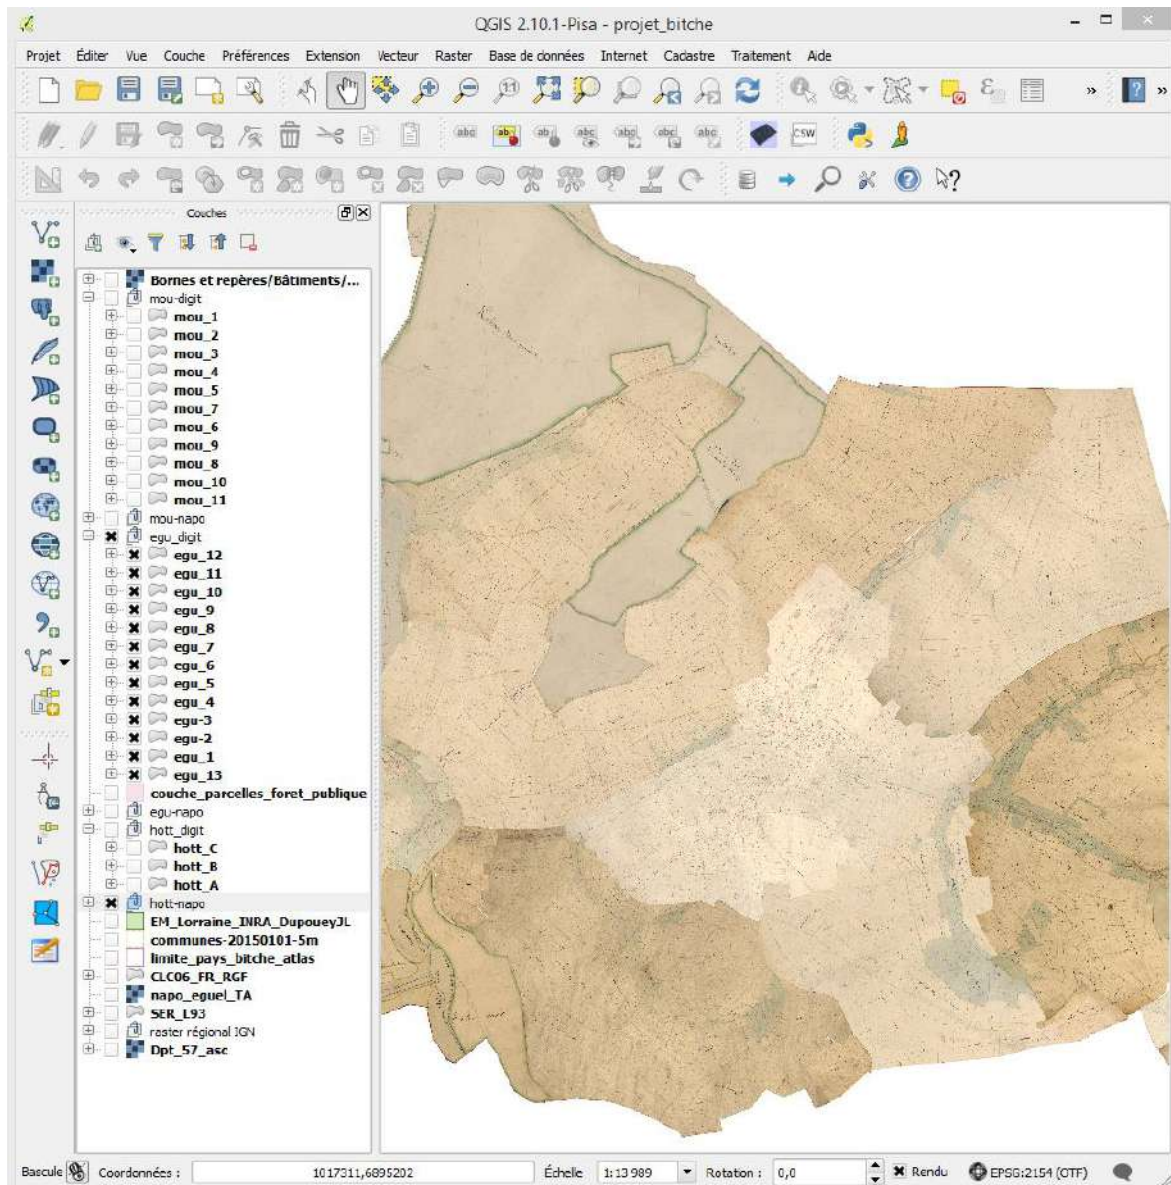 QGIS 2.10.1-Pisa - projet_bitche
Projet Éditer Vue Couche Préférences Extension Vecteur Raster Base de données Internet Cadastre Traitement Aide
Couches
Bornes et repères/Bâtiments/...
mou-digit
mou_1
mou_2
mou_3
mou_4
mou_5
mou_7
mou_6
mou_9
mou_8
mou_10
mou_11
mou-napo
egu_digit
egu_12
egu_11
egu_10
egu_9
egu_8
egu_7
egu_6
egu_5
egu_4
egu-3
egu-2
egu_1
egu_13
couche_parcelles_foret_publique
egu-napo
hott_digit
hott_C
hott_B
hott_A
hott-napo
EM_Lorraine_INRA_DupoueyJL
communes-20150101-5m
limite_pays_bitche_atlas
CLC06_FR_RGF
napo_eguel_TA
SER_L93
raster régional IGN
Dpt_57_asc
Bascule Coordonnées : 1017311,6895202 Échelle 1:13 989 Rotation : 0,0 Rendu EPSG:2154 (OTF)